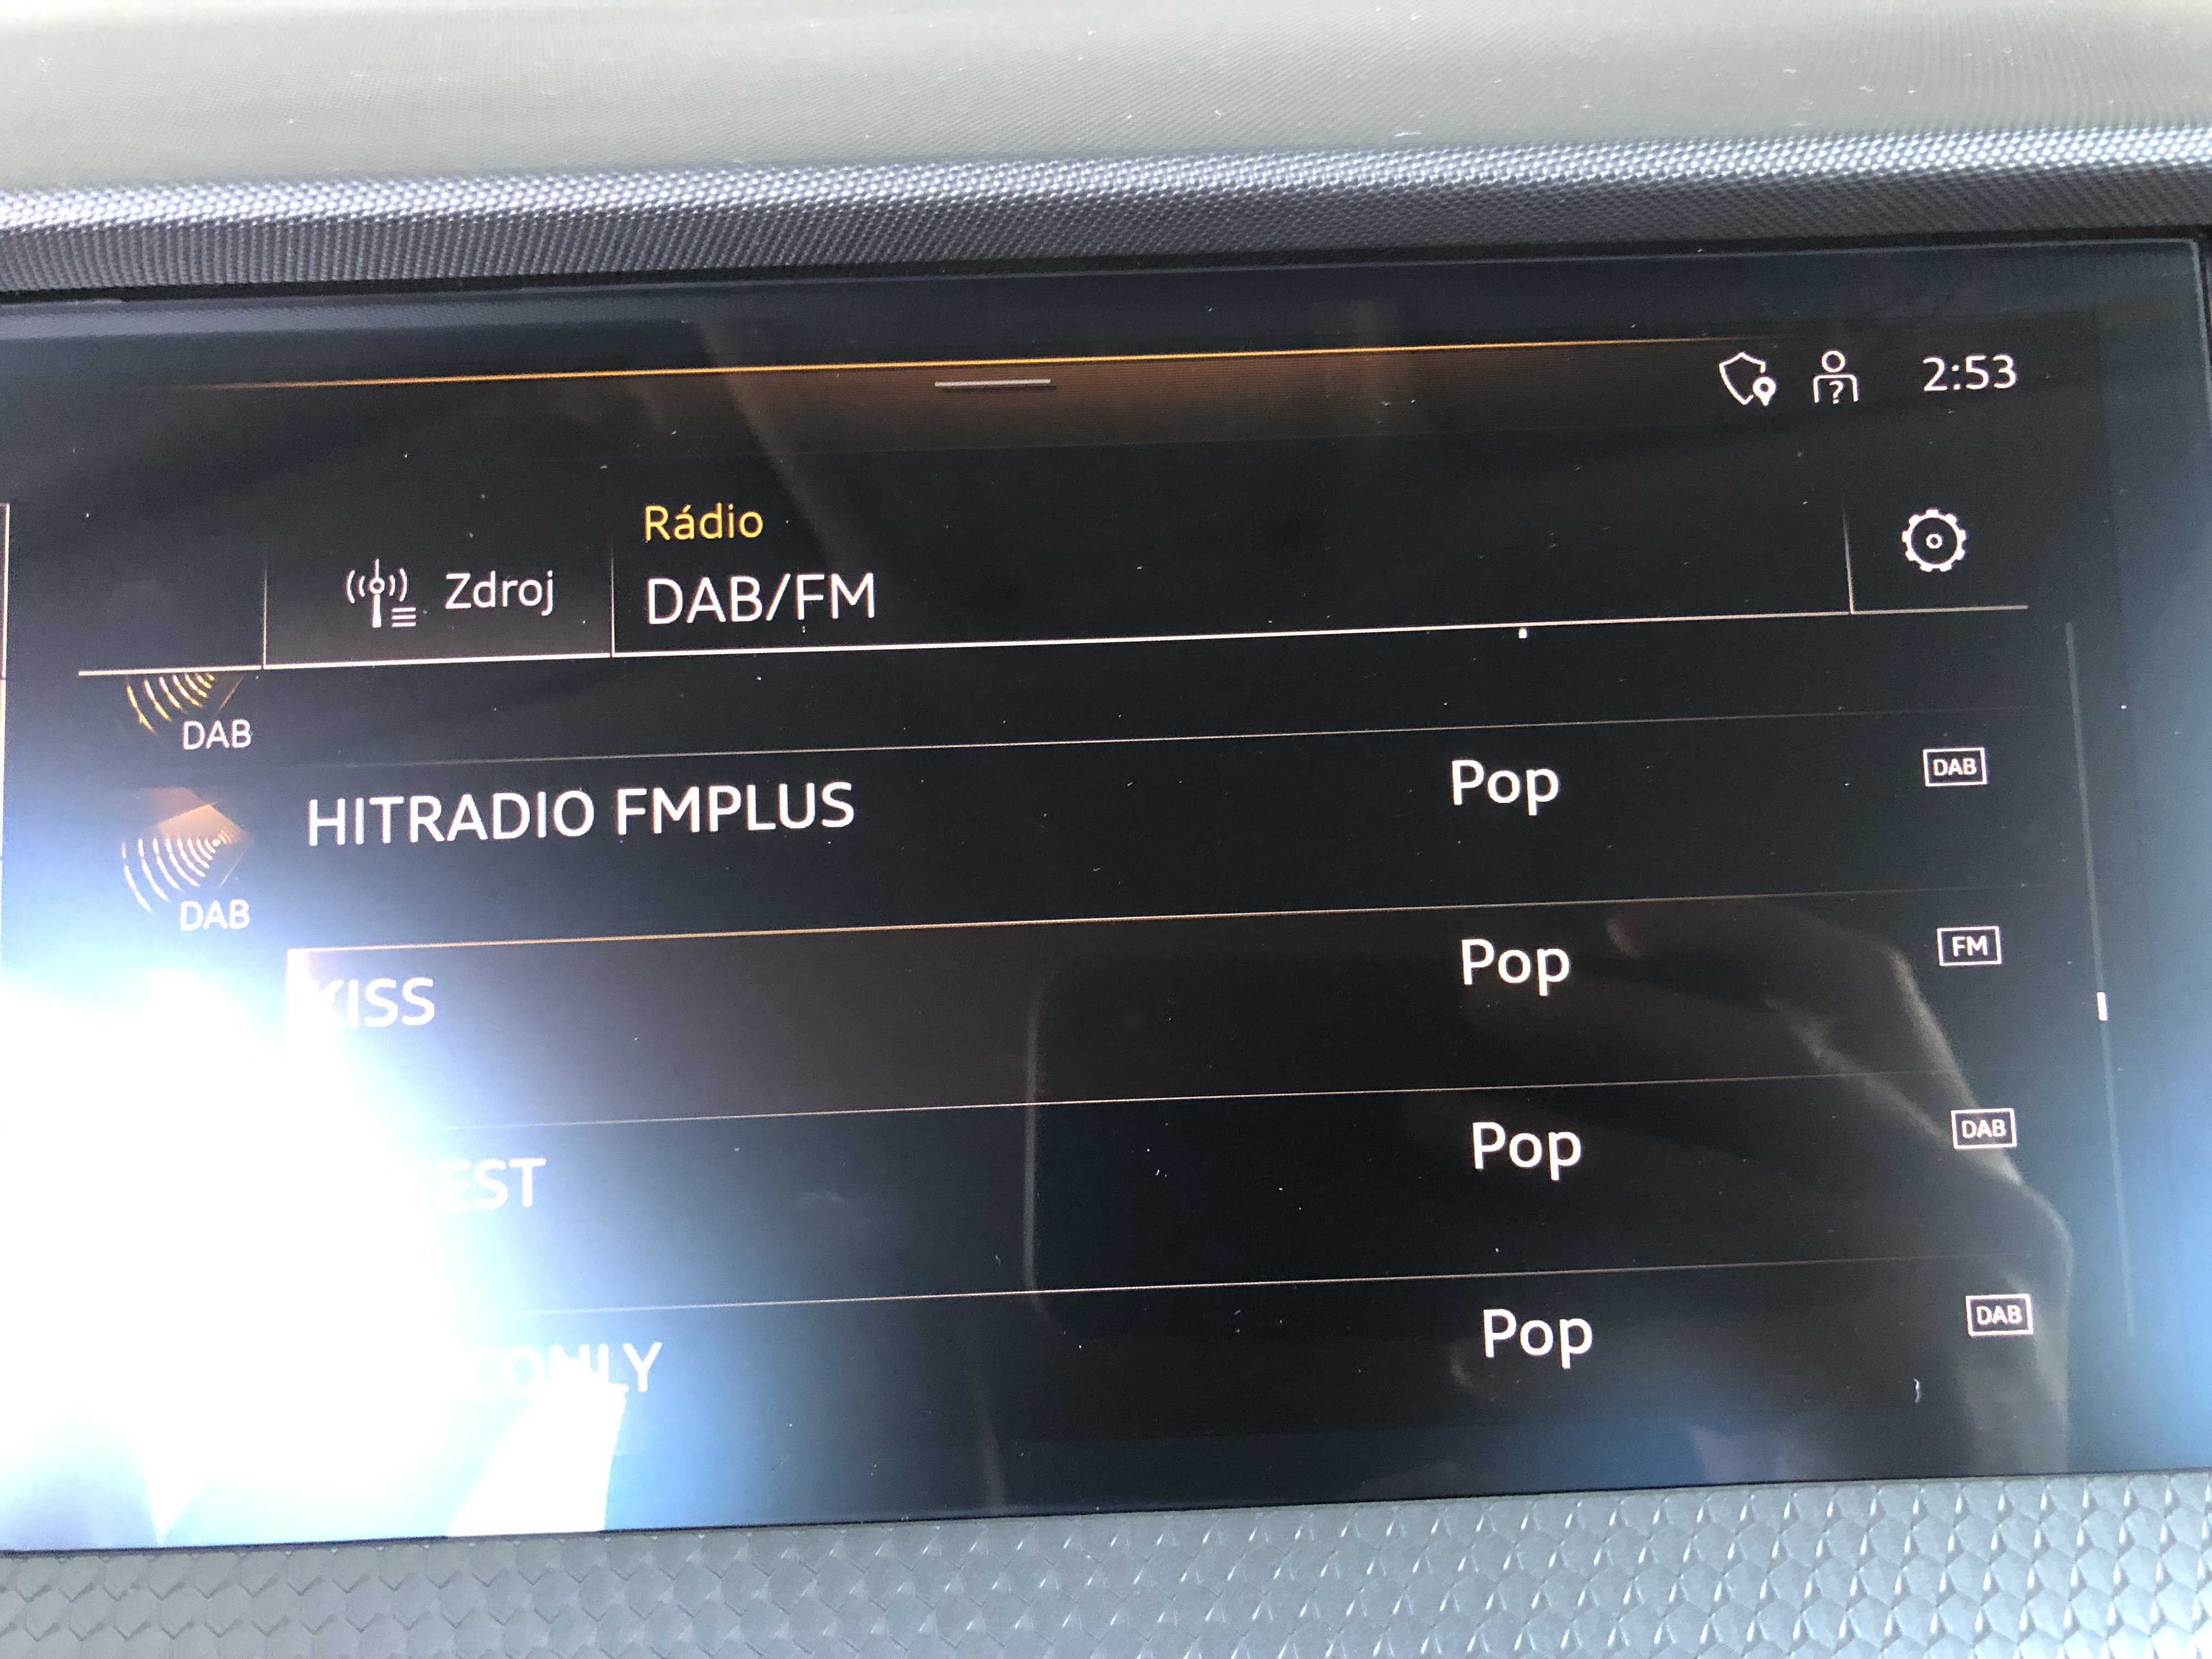 2:53
Rádio
Zdroj
DAB/FM
DAB
HITRADIO FMPLUS Pop DAB
DAB
KISS Pop FM
Pop DAB
Pop DAB